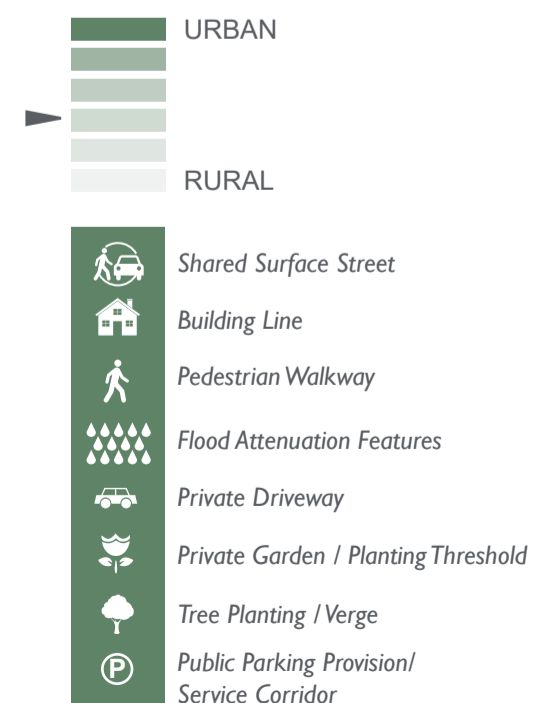 URBAN
RURAL
Shared Surface Street
Building Line
Pedestrian Walkway
Flood Attenuation Features
Private Driveway
Private Garden / Planting Threshold
Tree Planting / Verge
P
Public Parking Provision/
Service Corridor